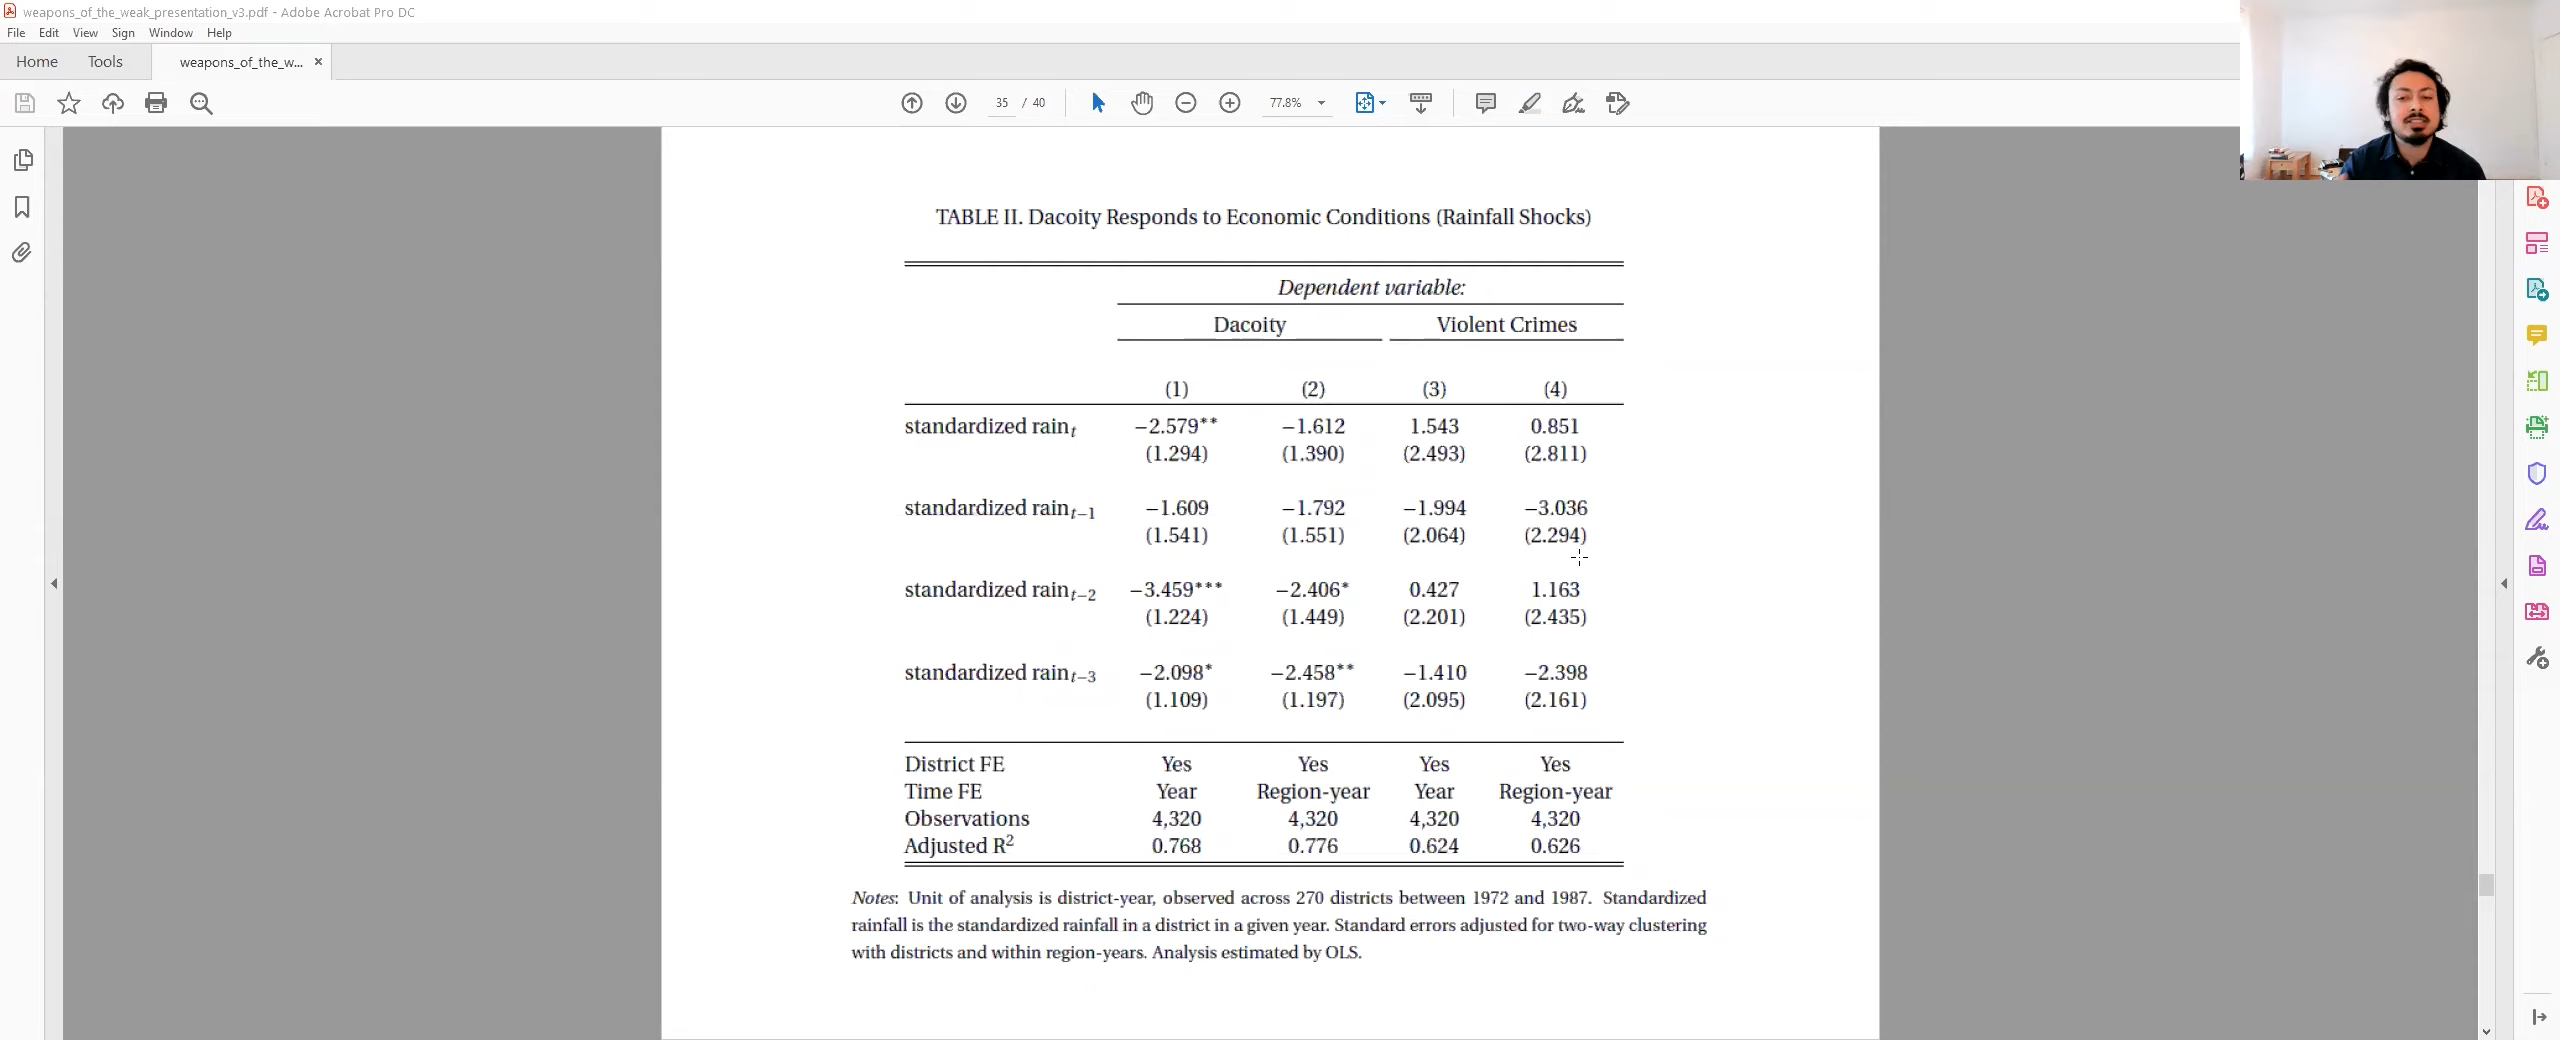 weapons_of_the_weak_presentation_v3.pdf - Adobe Acrobat Pro DC
File Edit View Sign Window Help
Home Tools weapons_of_the_w... ×
35 / 40 77.8%
TABLE II. Dacoity Responds to Economic Conditions (Rainfall Shocks)
Dependent variable:
Dacoity Violent Crimes
(1) (2) (3) (4)
standardized rain_t −2.579** −1.612 1.543 0.851
(1.294) (1.390) (2.493) (2.811)
standardized rain_t−1 −1.609 −1.792 −1.994 −3.036
(1.541) (1.551) (2.064) (2.294)
standardized rain_t−2 −3.459*** −2.406* 0.427 1.163
(1.224) (1.449) (2.201) (2.435)
standardized rain_t−3 −2.098* −2.458** −1.410 −2.398
(1.109) (1.197) (2.095) (2.161)
District FE Yes Yes Yes Yes
Time FE Year Region-year Year Region-year
Observations 4,320 4,320 4,320 4,320
Adjusted R² 0.768 0.776 0.624 0.626
Notes: Unit of analysis is district-year, observed across 270 districts between 1972 and 1987. Standardized
rainfall is the standardized rainfall in a district in a given year. Standard errors adjusted for two-way clustering
with districts and within region-years. Analysis estimated by OLS.